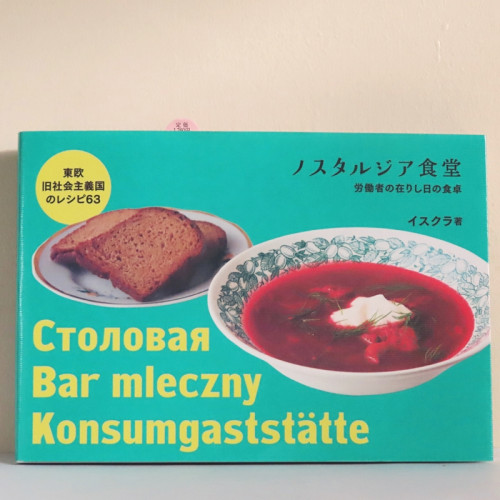 定価
東欧
旧社会主義国
のレシピ63
ノスタルジア食堂
労働者の在りし日の食卓
イスクラ著
Столовая
Bar mleczny
Konsumgaststätte